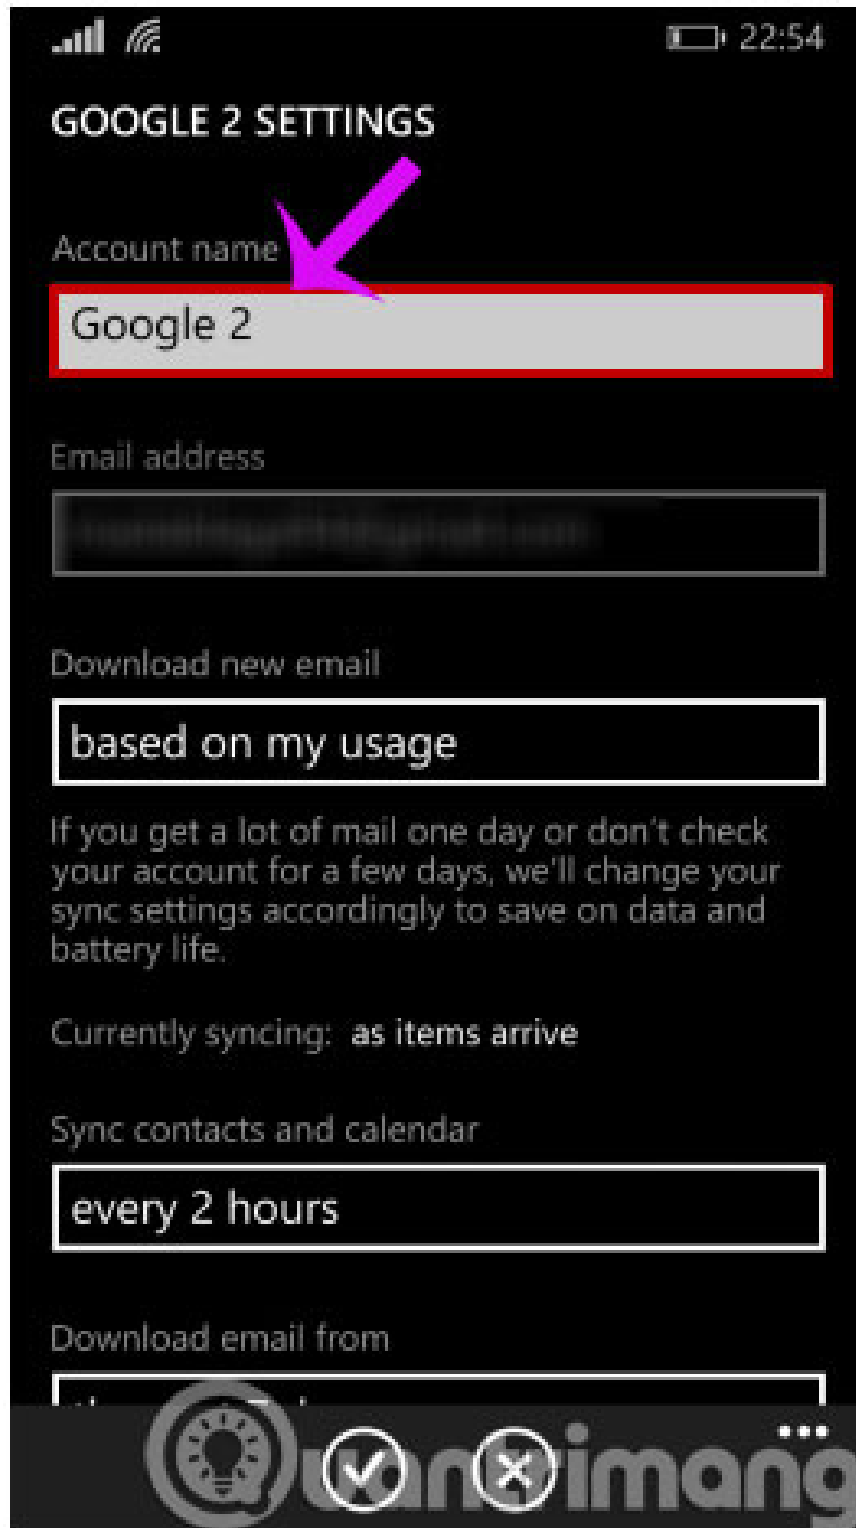 22:54
GOOGLE 2 SETTINGS
Account name
Google 2
Email address
Download new email
based on my usage
If you get a lot of mail one day or don't check
your account for a few days, we'll change your
sync settings accordingly to save on data and
battery life.
Currently syncing: as items arrive
Sync contacts and calendar
every 2 hours
Download email from
Quantrimang